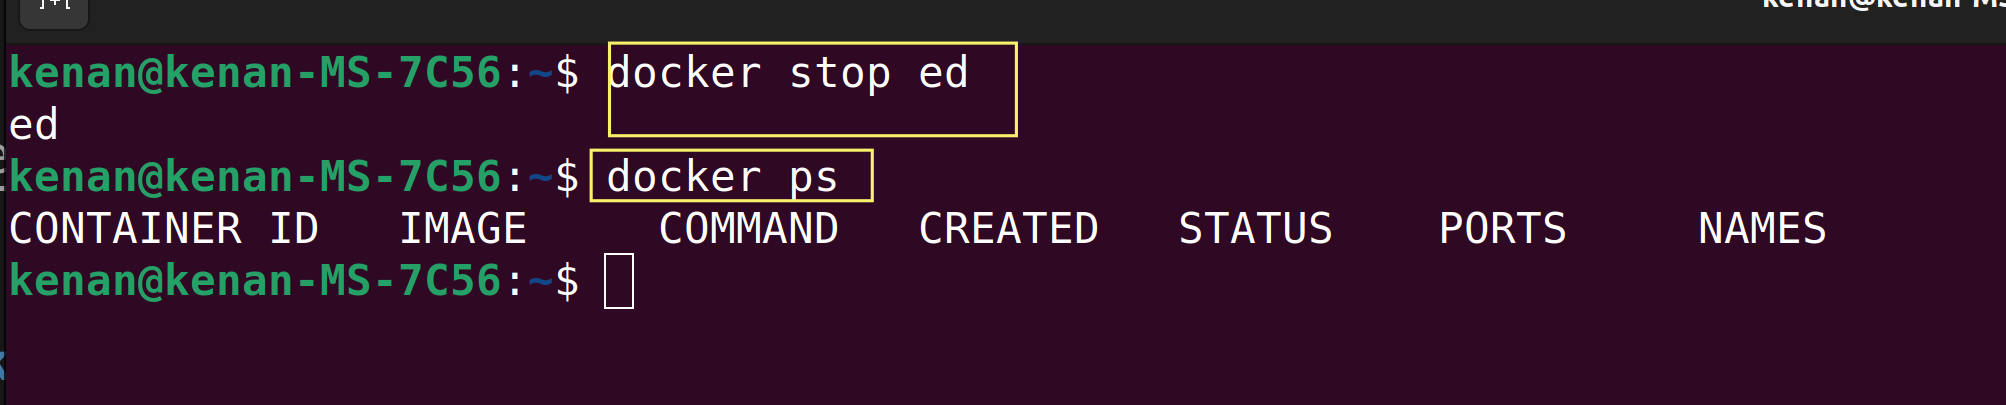 kenan@kenan-MS-7C56:~$ docker stop ed
ed
kenan@kenan-MS-7C56:~$ docker ps
CONTAINER ID   IMAGE     COMMAND   CREATED   STATUS    PORTS     NAMES
kenan@kenan-MS-7C56:~$